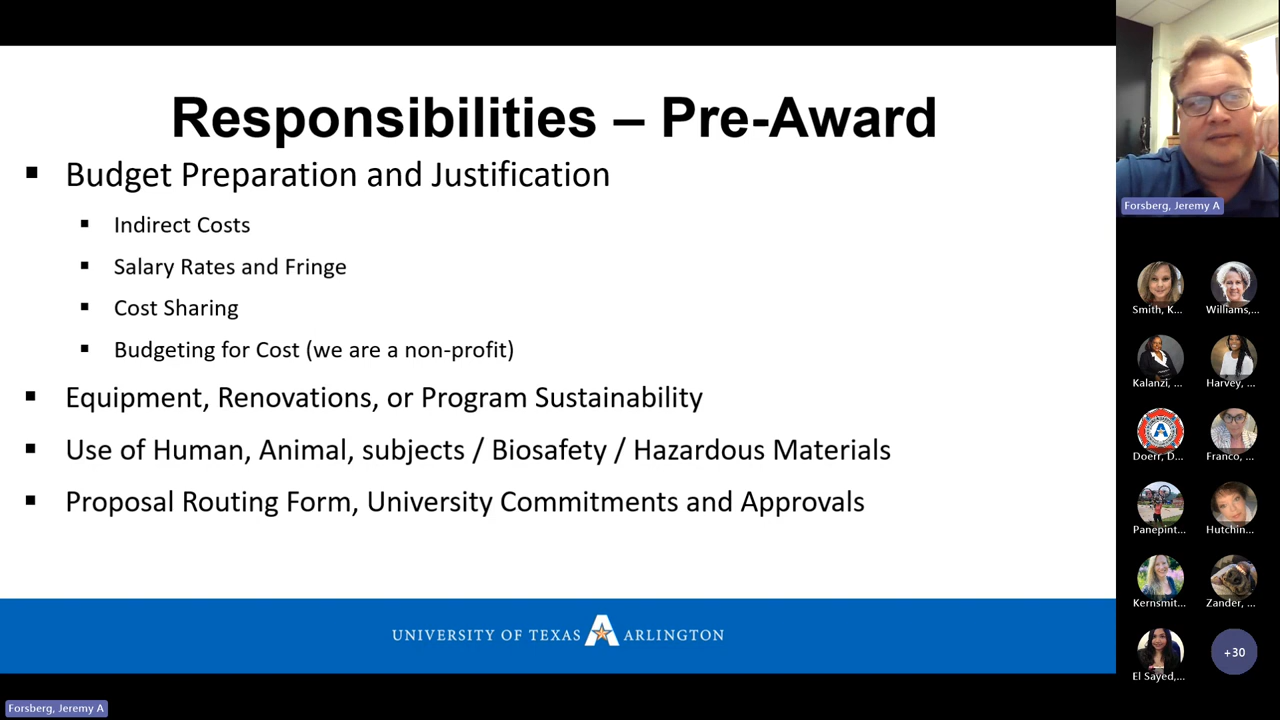 Responsibilities – Pre-Award
▪ Budget Preparation and Justification
▪ Indirect Costs
▪ Salary Rates and Fringe
▪ Cost Sharing
▪ Budgeting for Cost (we are a non-profit)
▪ Equipment, Renovations, or Program Sustainability
▪ Use of Human, Animal, subjects / Biosafety / Hazardous Materials
▪ Proposal Routing Form, University Commitments and Approvals
UNIVERSITY OF TEXAS A ARLINGTON
Forsberg, Jeremy A
Smith, K...
Williams,...
Kalanzi, ...
Harvey, ...
Doerr, D...
Franco, ...
Panepint...
Hutchin...
Kernsmit...
Zander, ...
El Sayed,...
+30
Forsberg, Jeremy A